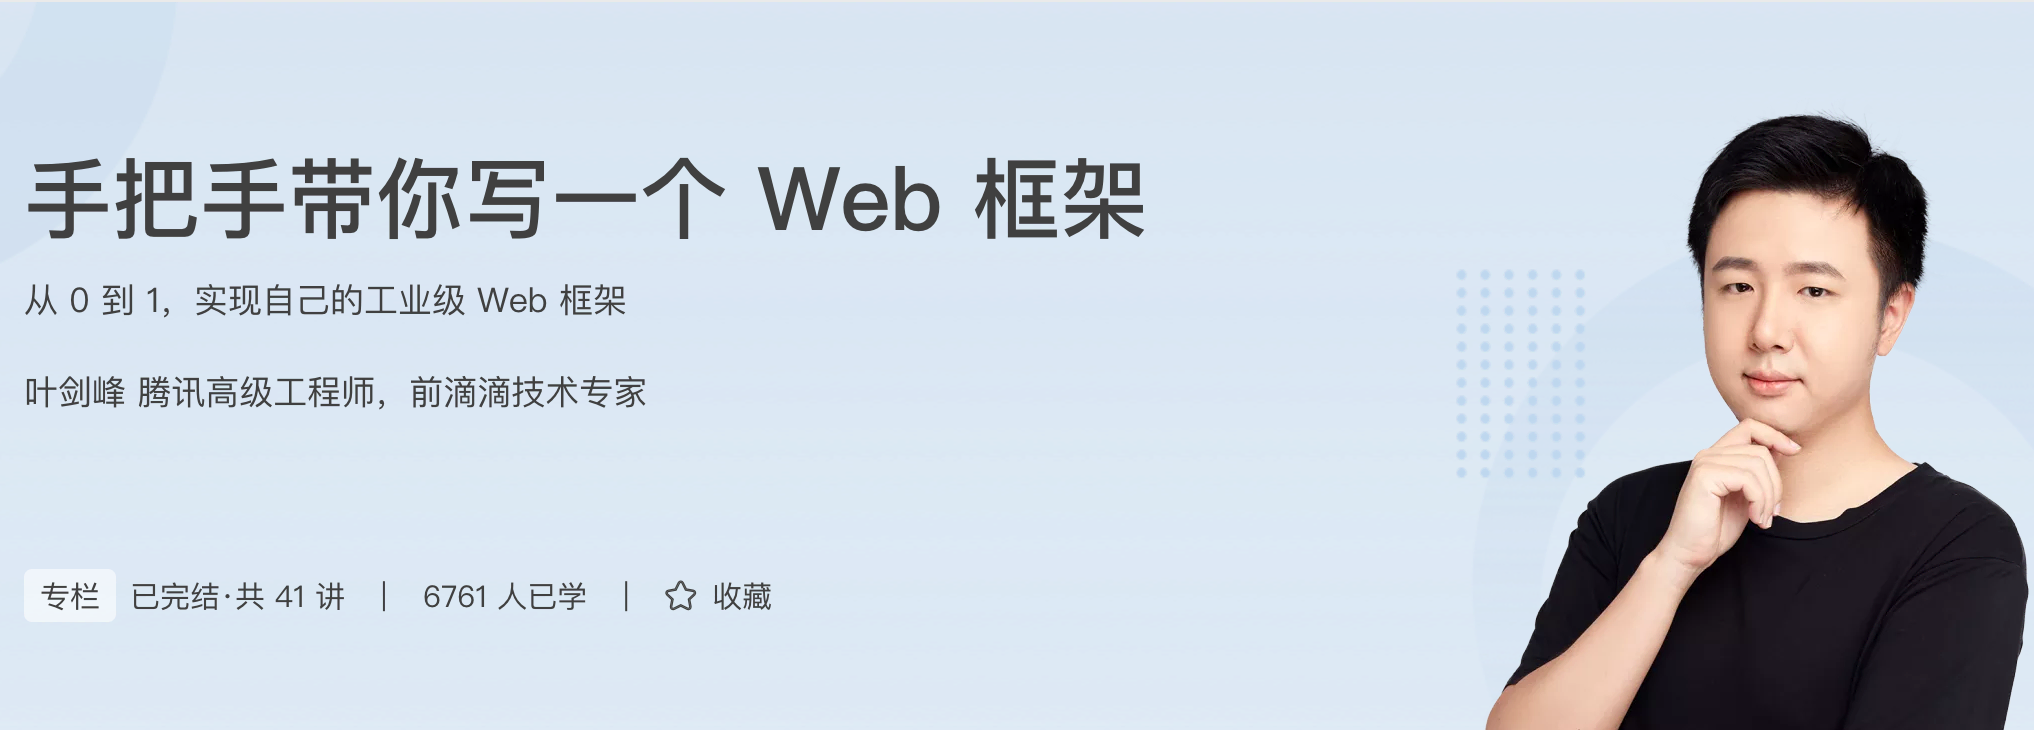 手把手带你写一个 Web 框架
从 0 到 1，实现自己的工业级 Web 框架
叶剑峰 腾讯高级工程师，前滴滴技术专家
专栏 已完结·共 41 讲 | 6761 人已学 | 收藏